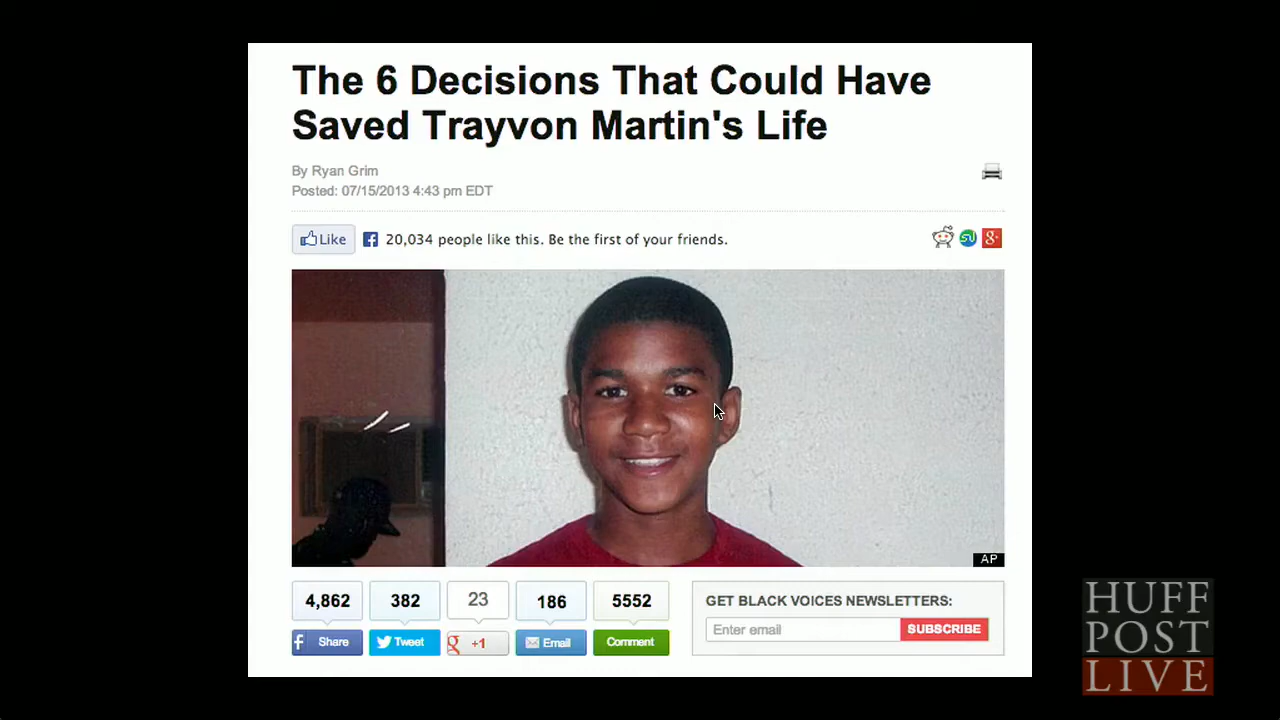 The 6 Decisions That Could Have
Saved Trayvon Martin's Life
By Ryan Grim
Posted: 07/15/2013 4:43 pm EDT
Like
20,034 people like this. Be the first of your friends.
AP
4,862
382
23
186
5552
Share
Tweet
+1
Email
Comment
GET BLACK VOICES NEWSLETTERS:
Enter email
SUBSCRIBE
HUFF
POST
LIVE